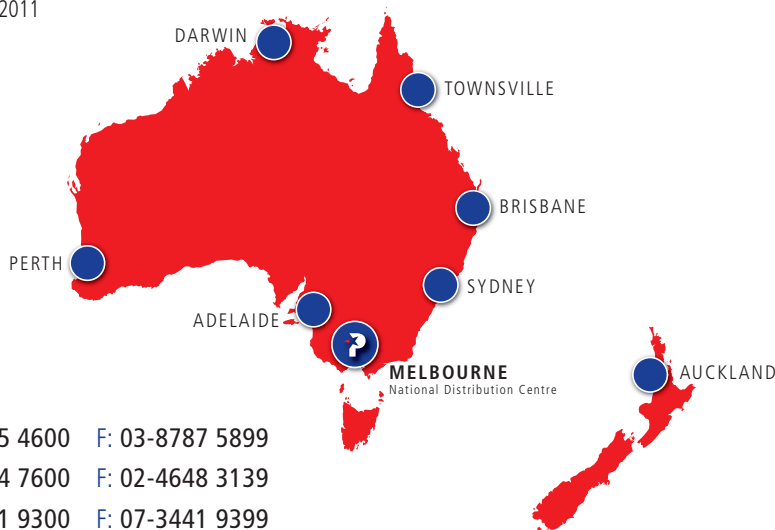 2011
DARWIN
TOWNSVILLE
BRISBANE
PERTH
SYDNEY
ADELAIDE
MELBOURNE
National Distribution Centre
AUCKLAND
5 4600 F: 03-8787 5899
4 7600 F: 02-4648 3139
1 9300 F: 07-3441 9399